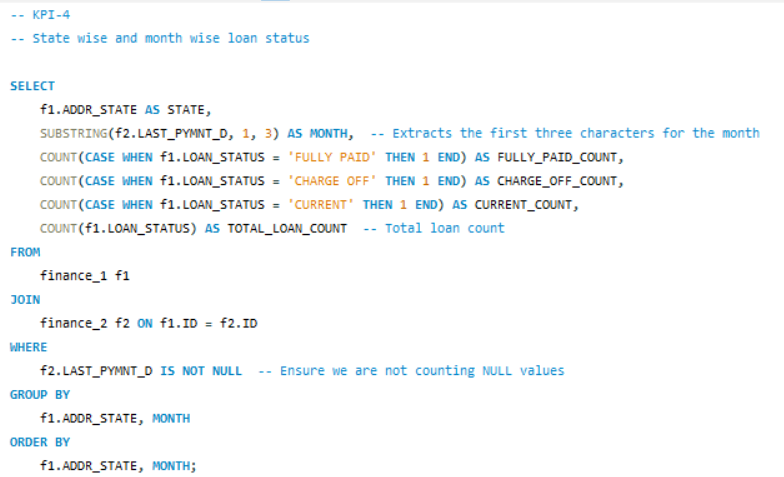 -- KPI-4
-- State wise and month wise loan status
SELECT
f1.ADDR_STATE AS STATE,
SUBSTRING(f2.LAST_PYMNT_D, 1, 3) AS MONTH,  -- Extracts the first three characters for the month
COUNT(CASE WHEN f1.LOAN_STATUS = 'FULLY PAID' THEN 1 END) AS FULLY_PAID_COUNT,
COUNT(CASE WHEN f1.LOAN_STATUS = 'CHARGE OFF' THEN 1 END) AS CHARGE_OFF_COUNT,
COUNT(CASE WHEN f1.LOAN_STATUS = 'CURRENT' THEN 1 END) AS CURRENT_COUNT,
COUNT(f1.LOAN_STATUS) AS TOTAL_LOAN_COUNT  -- Total loan count
FROM
finance_1 f1
JOIN
finance_2 f2 ON f1.ID = f2.ID
WHERE
f2.LAST_PYMNT_D IS NOT NULL  -- Ensure we are not counting NULL values
GROUP BY
f1.ADDR_STATE, MONTH
ORDER BY
f1.ADDR_STATE, MONTH;